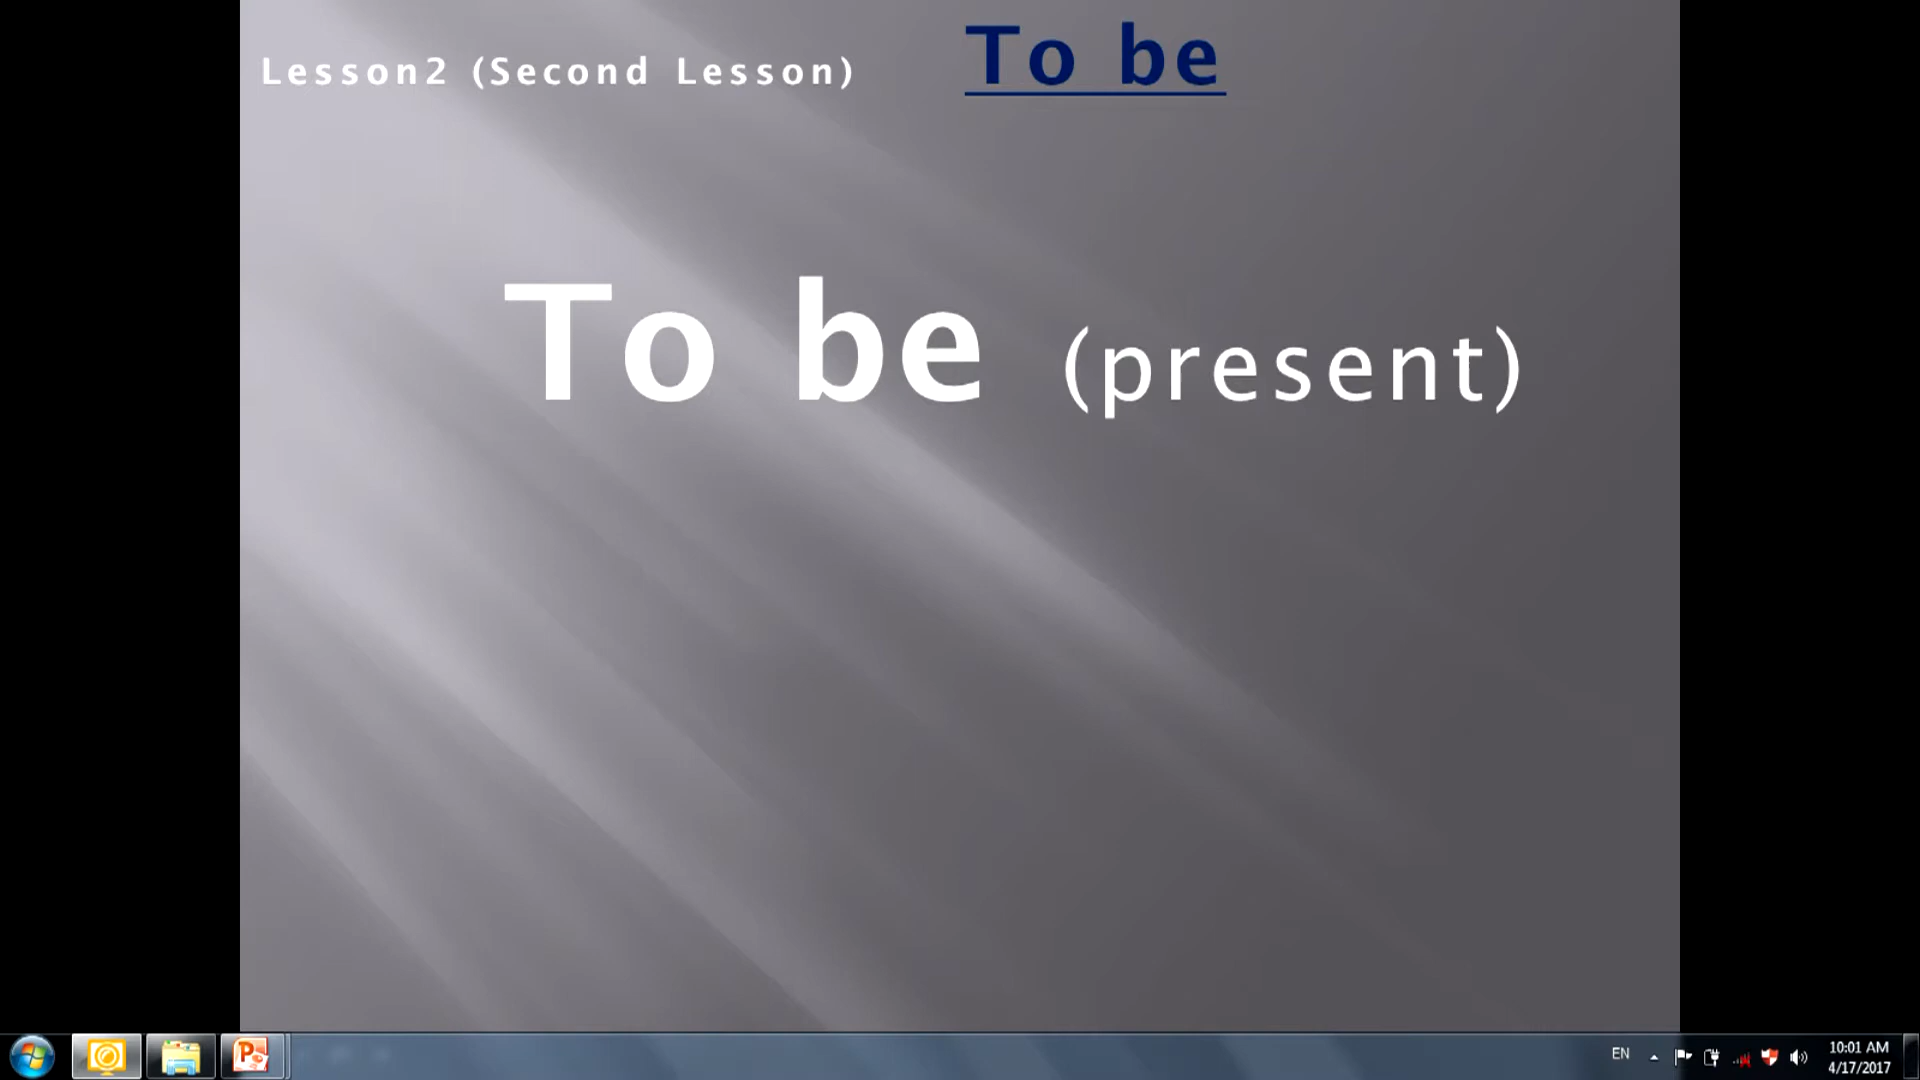 Lesson2 (Second Lesson) To be
To be (present)
EN
10:01 AM
4/17/2017